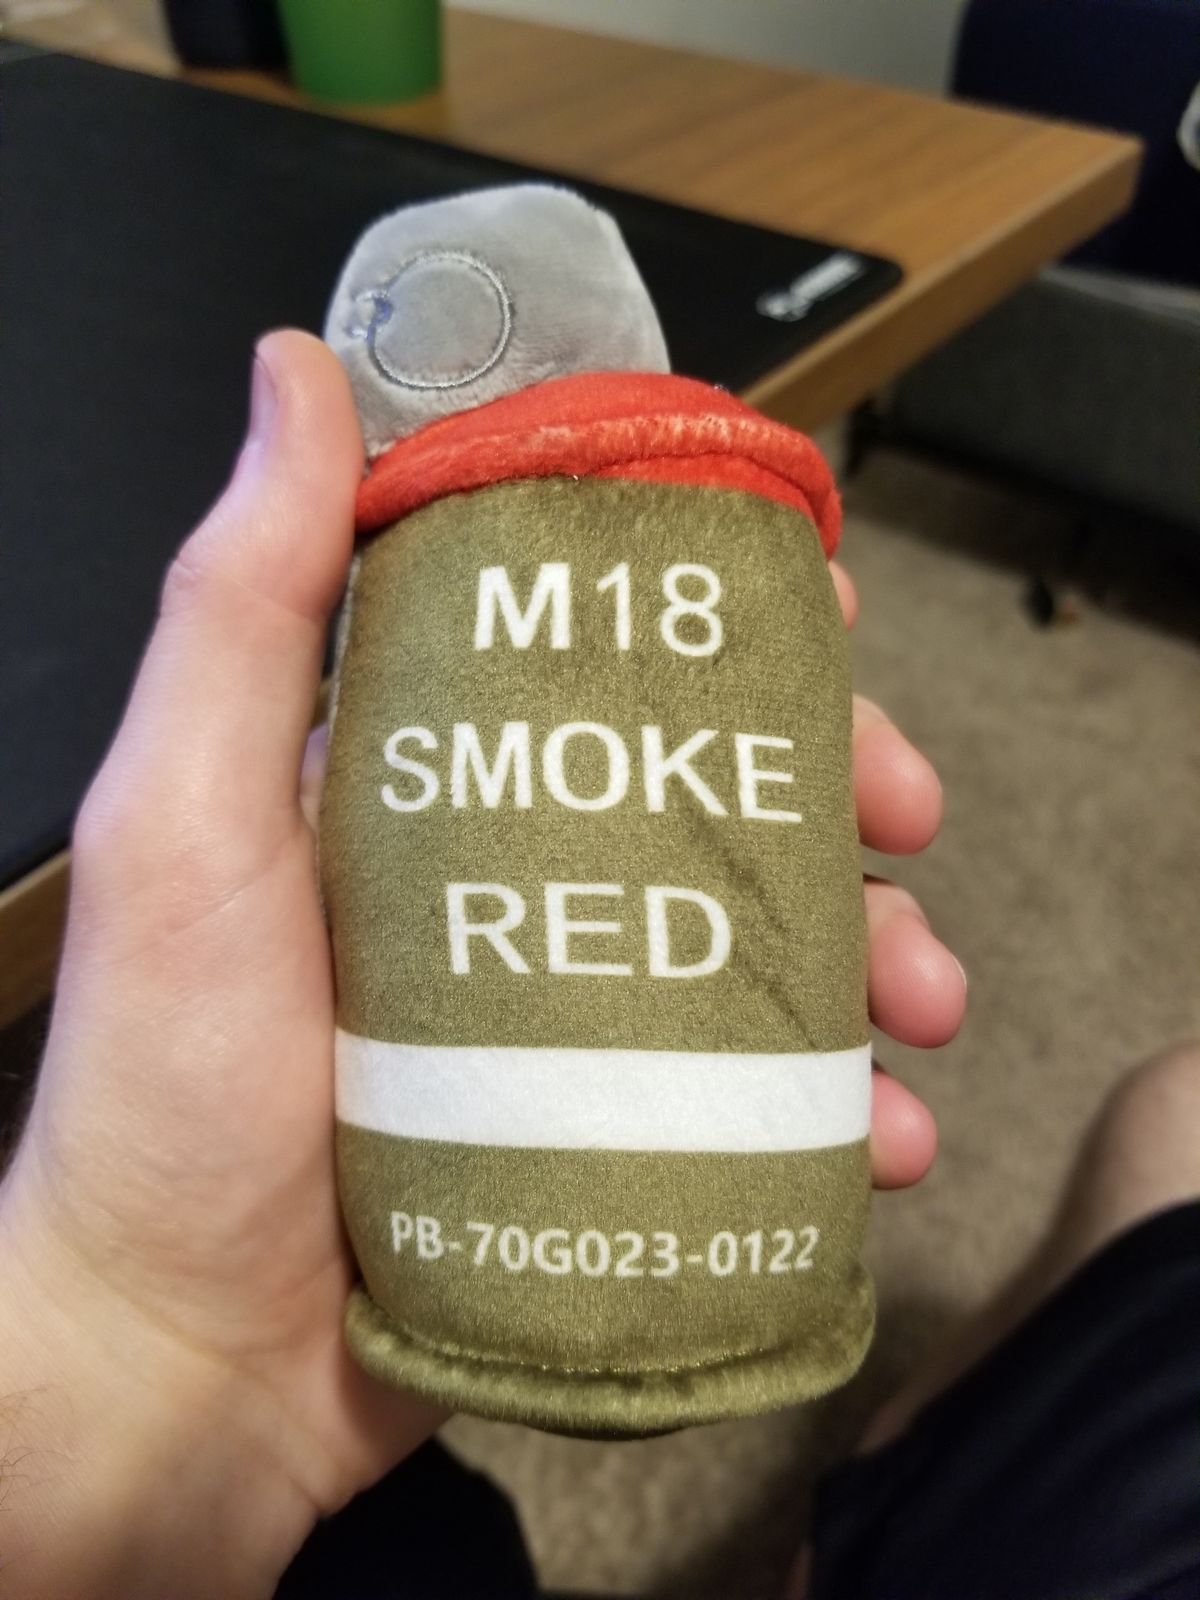 M18
SMOKE
RED
PB-70G023-0122